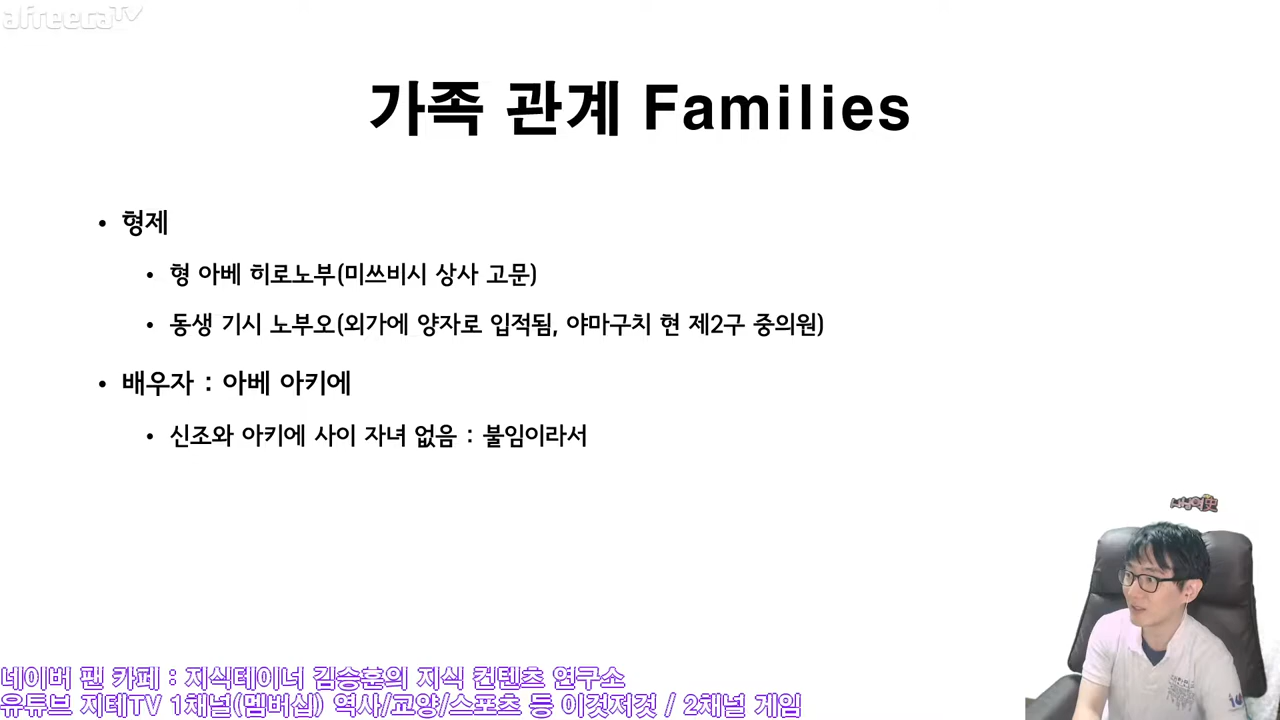 afreecaTV
가족 관계 Families
• 형제
• 형 아베 히로노부(미쓰비시 상사 고문)
• 동생 기시 노부오(외가에 양자로 입적됨, 야마구치 현 제2구 중의원)
• 배우자 : 아베 아키에
• 신조와 아키에 사이 자녀 없음 : 불임이라서
네이버 팬 카페 : 지식테이너 김승훈의 지식 컨텐츠 연구소
유튜브 지테TV 1채널(멤버십) 역사/교양/스포츠 등 이것저것 / 2채널 게임